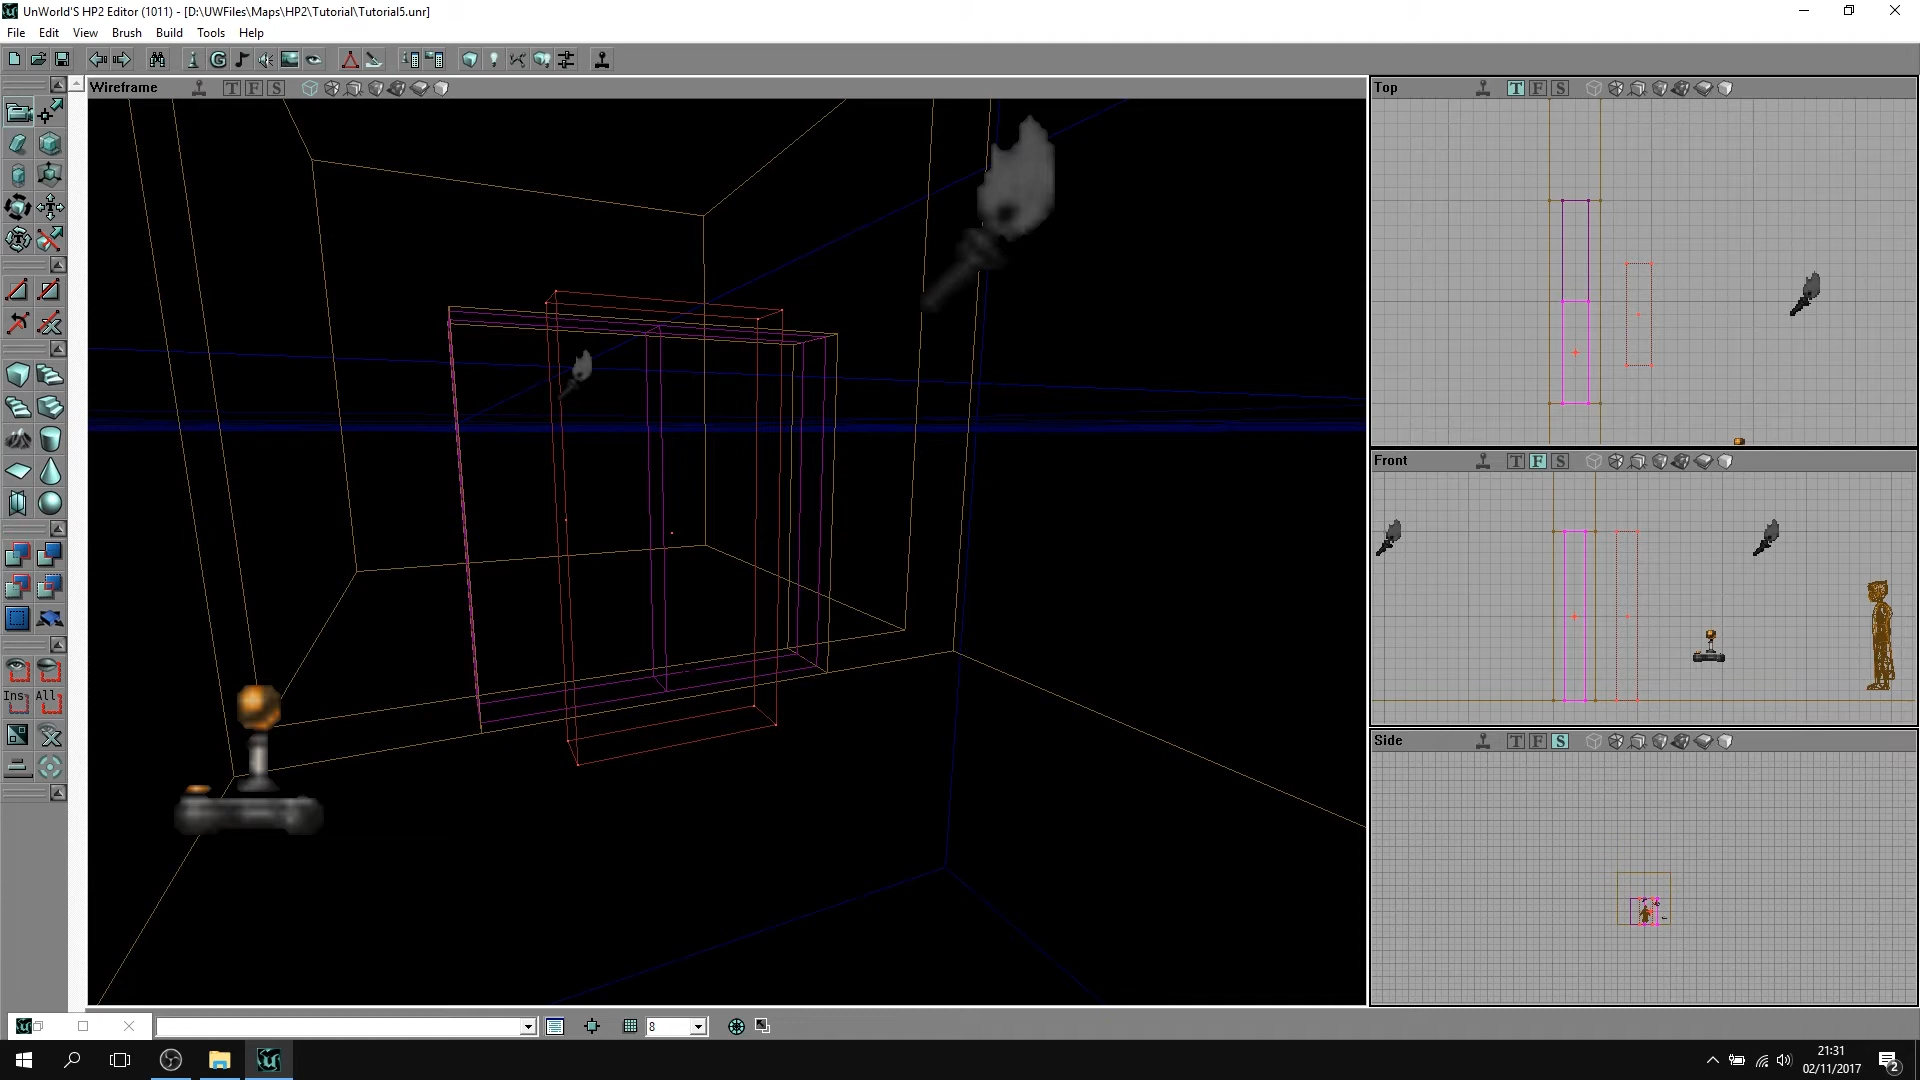 UnWorld'S HP2 Editor (1011) - [D:\UWFiles\Maps\HP2\Tutorial\Tutorial5.unr]
File Edit View Brush Build Tools Help
Wireframe T F S
Top T F S
Front T F S
Side T F S
Ins All
8
21:31
02/11/2017
2